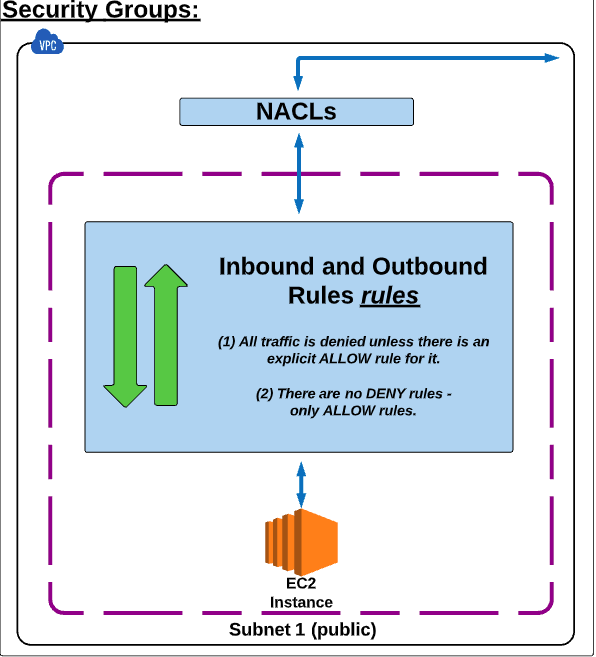 Security Groups:
VPC
NACLs
Inbound and Outbound
Rules rules
(1) All traffic is denied unless there is an
explicit ALLOW rule for it.
(2) There are no DENY rules -
only ALLOW rules.
EC2
Instance
Subnet 1 (public)